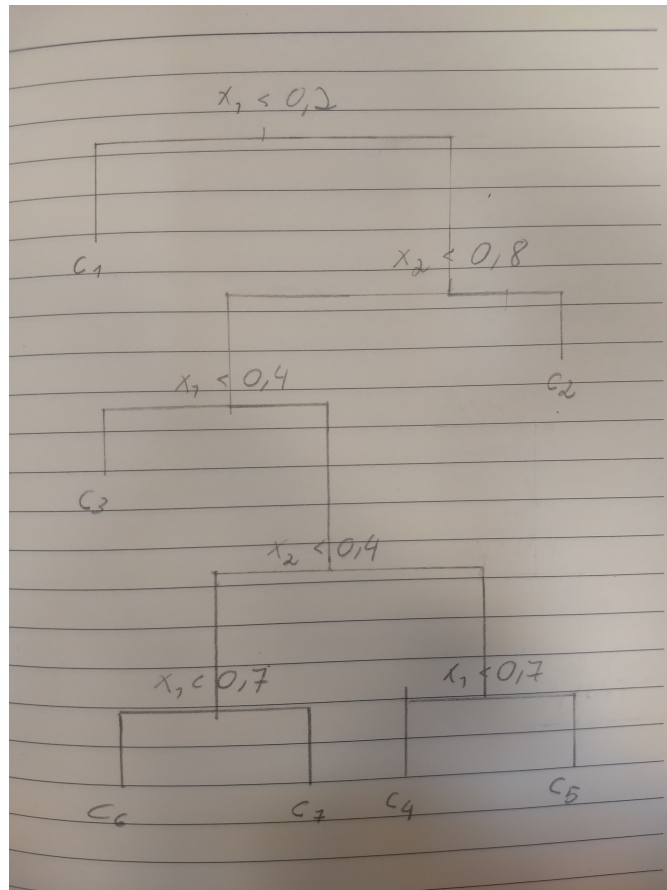 x₁ < 0,2
c₁
x₂ < 0,8
x₁ < 0,4
c₂
c₃
x₂ < 0,4
x₁ < 0,7
x₁ < 0,7
c₆
c₇
c₄
c₅